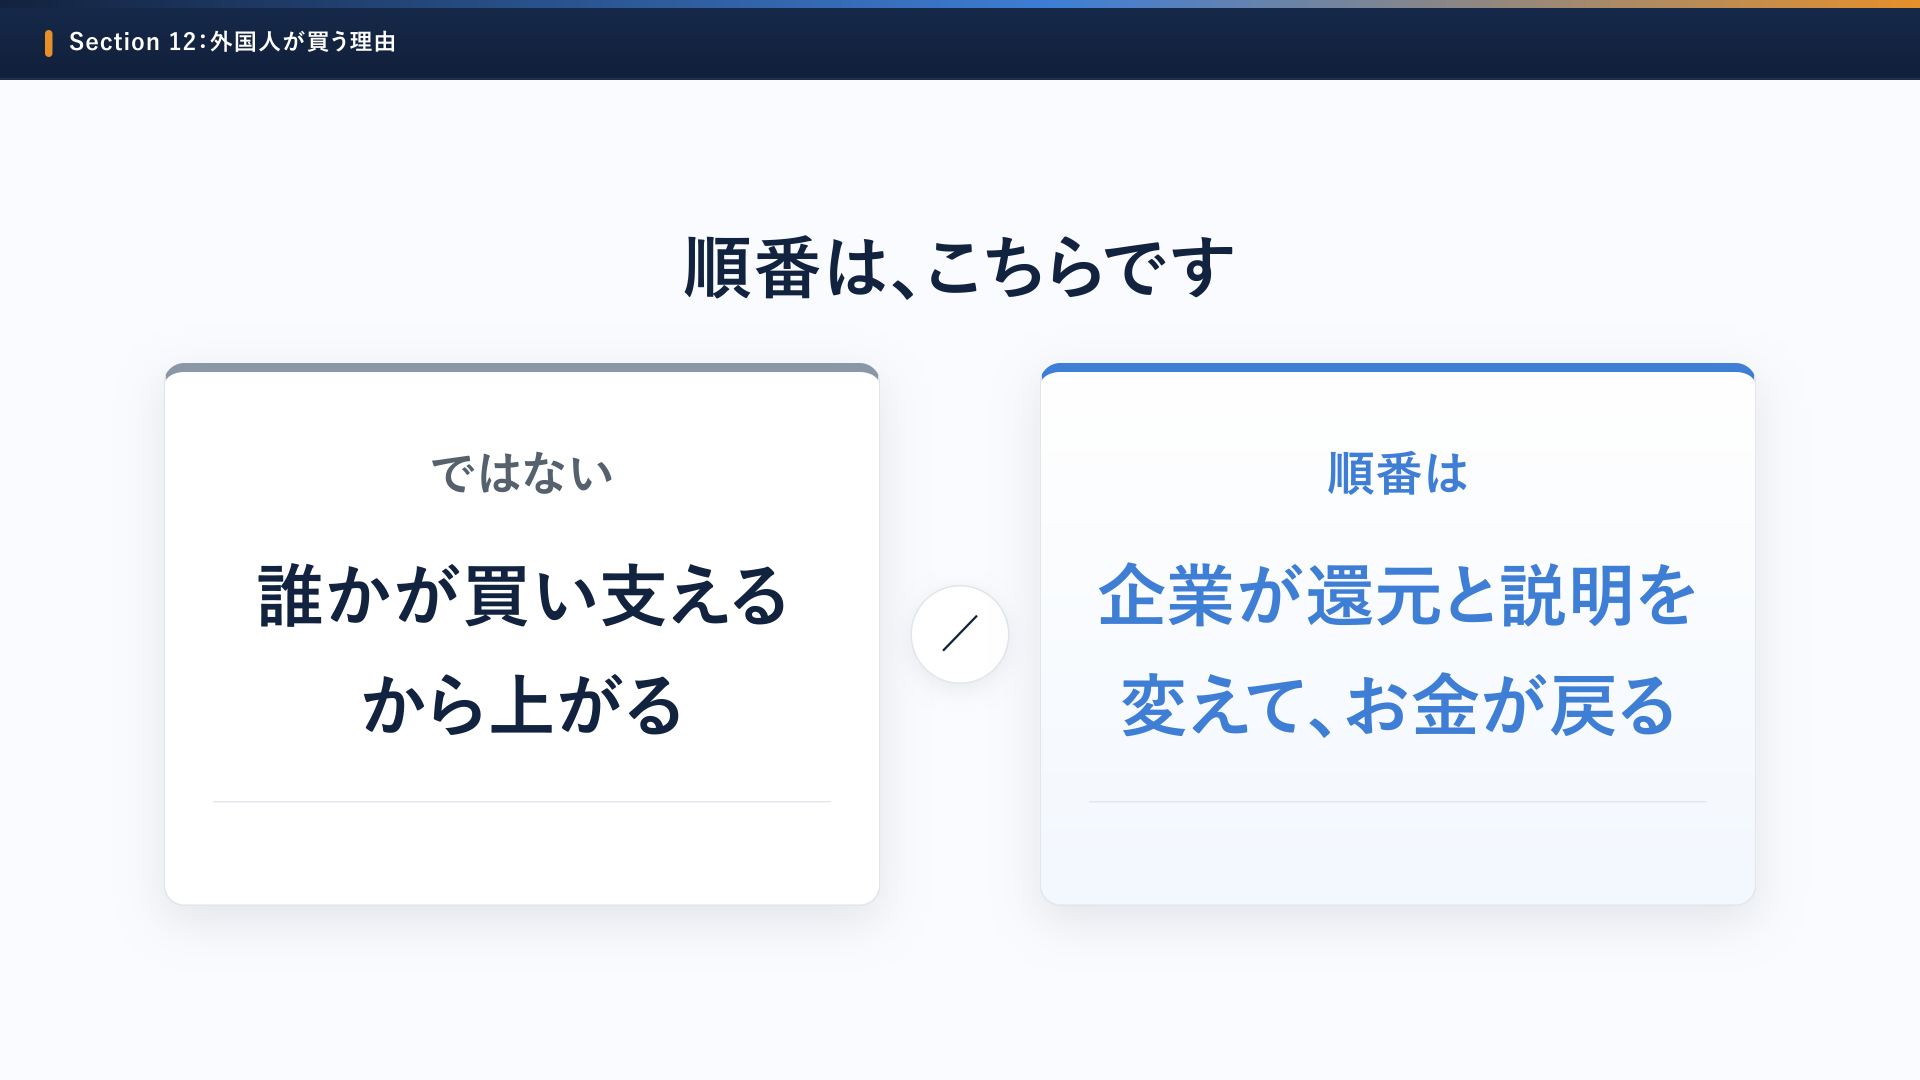 Section 12：外国人が買う理由
順番は、こちらです
ではない
誰かが買い支える
から上がる
／
順番は
企業が還元と説明を
変えて、お金が戻る